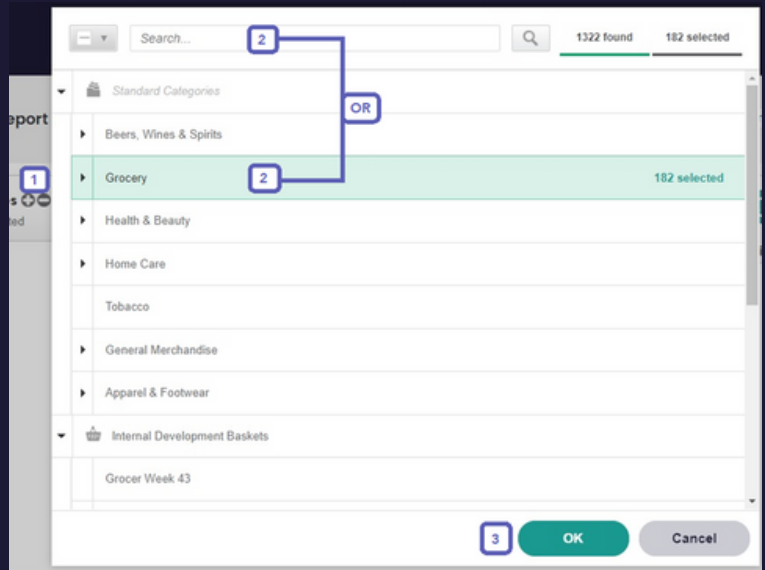 Search...
2
1322 found
182 selected
Standard Categories
OR
eport
Beers, Wines & Spirits
1
Grocery
2
182 selected
s
ted
Health & Beauty
Home Care
Tobacco
General Merchandise
Apparel & Footwear
Internal Development Baskets
Grocer Week 43
3
OK
Cancel